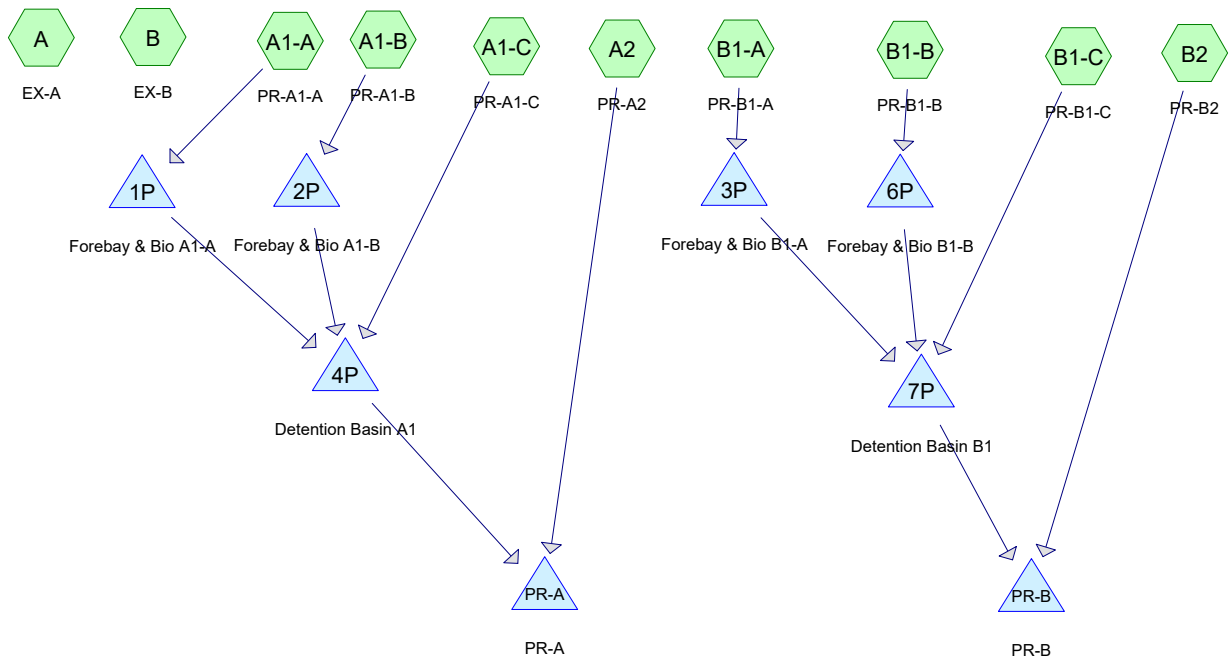 A
B
A1-A
A1-B
A1-C
A2
B1-A
B1-B
B1-C
B2
EX-A
EX-B
PR-A1-A
PR-A1-B
PR-A1-C
PR-A2
PR-B1-A
PR-B1-B
PR-B1-C
PR-B2
1P
2P
3P
6P
Forebay & Bio A1-A
Forebay & Bio A1-B
Forebay & Bio B1-A
Forebay & Bio B1-B
4P
7P
Detention Basin A1
Detention Basin B1
PR-A
PR-B
PR-A
PR-B